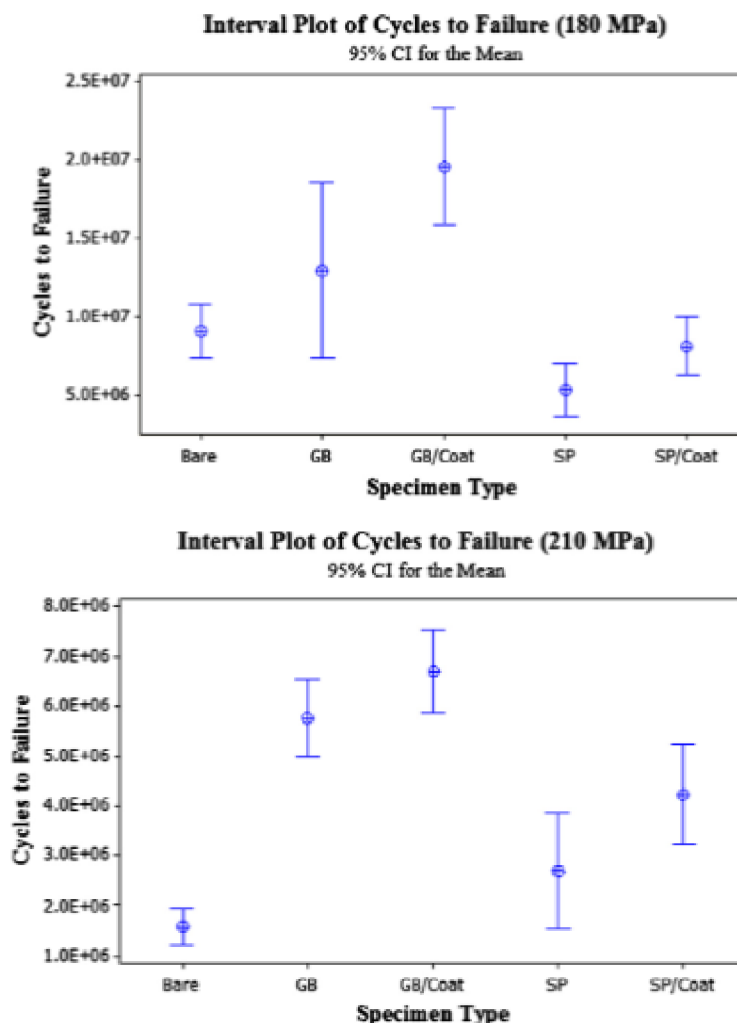 Interval Plot of Cycles to Failure (180 MPa)
95% CI for the Mean
2.5E+07
2.0+07
1.5E+07
1.0E+07
5.0E+06
Cycles to Failure
Bare GB GB/Coat SP SP/Coat
Specimen Type
Interval Plot of Cycles to Failure (210 MPa)
95% CI for the Mean
8.0E+06
7.0E+06
6.0E+06
5.0E+06
4.0E+06
3.0E+06
2.0E+06
1.0E+06
Cycles to Failure
Bare GB GB/Coat SP SP/Coat
Specimen Type